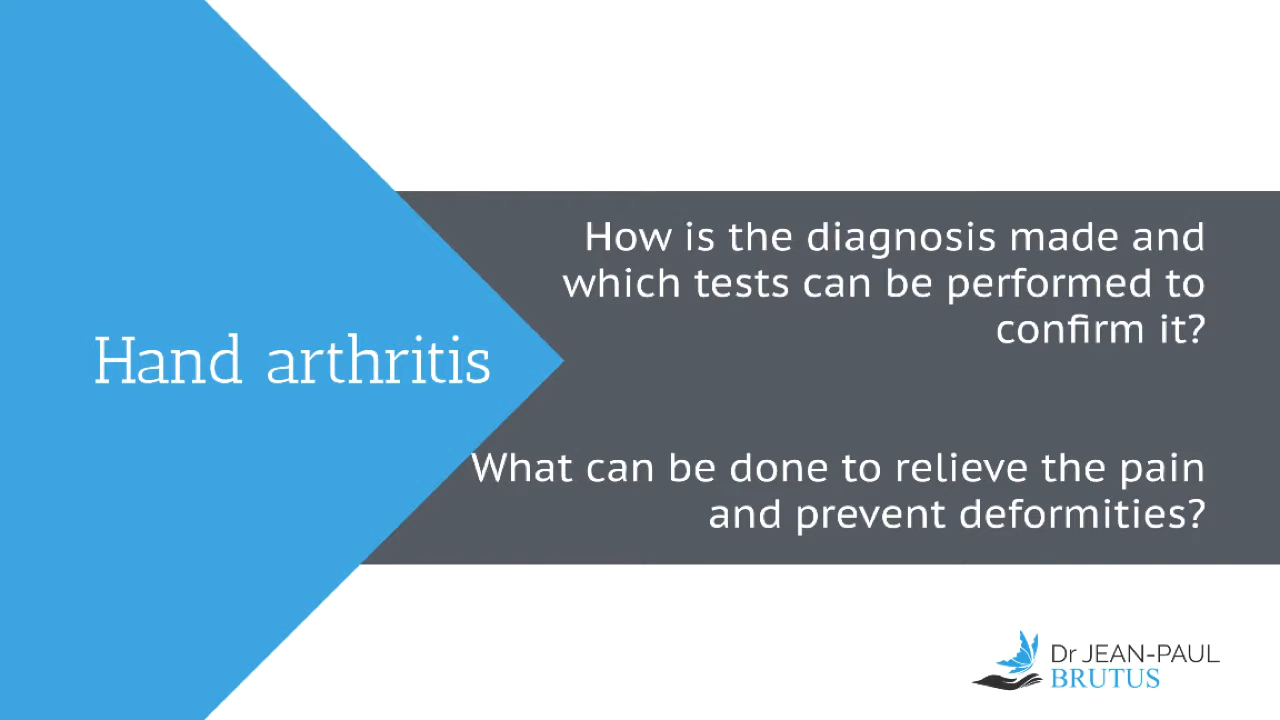 Hand arthritis
How is the diagnosis made and
which tests can be performed to
confirm it?
What can be done to relieve the pain
and prevent deformities?
Dr JEAN-PAUL
BRUTUS